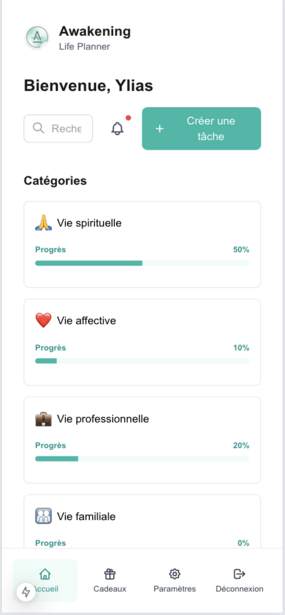 Awakening
Life Planner
Bienvenue, Ylias
Reche
+ Créer une
tâche
Catégories
🙏 Vie spirituelle
Progrès 50%
❤️ Vie affective
Progrès 10%
💼 Vie professionnelle
Progrès 20%
Vie familiale
Progrès 0%
ccueil Cadeaux Paramètres Déconnexion